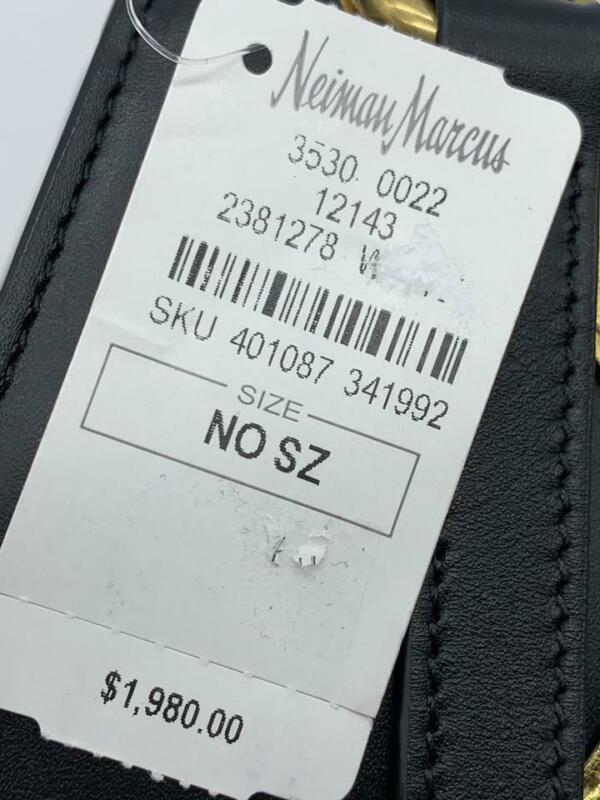 Neiman Marcus
3530 0022
12143
2381278
SKU 401087 341992
SIZE
NO SZ
$1,980.00